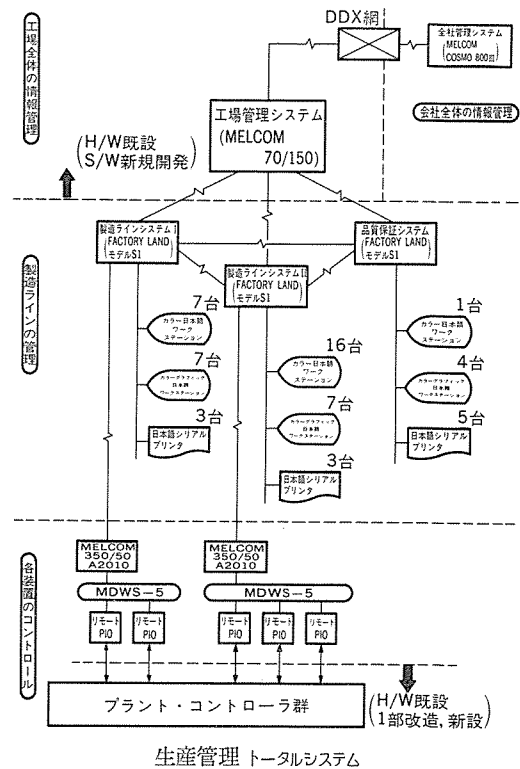 工場全体の情報管理
DDX網
全社管理システム
(MELCOM
COSMO 800Ⅲ)
会社全体の情報管理
工場管理システム
(MELCOM
70/150)
(H/W既設
S/W新規開発)
製造ラインの管理
製造ラインシステムⅠ
(FACTORY LAND
モデルS1)
製造ラインシステムⅡ
(FACTORY LAND
モデルS1)
品質保証システム
(FACTORY LAND
モデルS1)
7台
カラー日本語
ワーク
ステーション
7台
カラーグラフィック
日本語
ワークステーション
3台
日本語シリアル
プリンタ
16台
カラー日本語
ワーク
ステーション
7台
カラーグラフィック
日本語
ワークステーション
3台
日本語シリアル
プリンタ
1台
カラー日本語
ワーク
ステーション
4台
カラーグラフィック
日本語
ワークステーション
5台
日本語シリアル
プリンタ
各装置のコントロール
MELCOM
350/50
A2010
MELCOM
350/50
A2010
MDWS-5
MDWS-5
リモート
PIO
リモート
PIO
リモート
PIO
リモート
PIO
リモート
PIO
プラント・コントローラ群
(H/W既設
1部改造,新設)
生産管理 トータルシステム